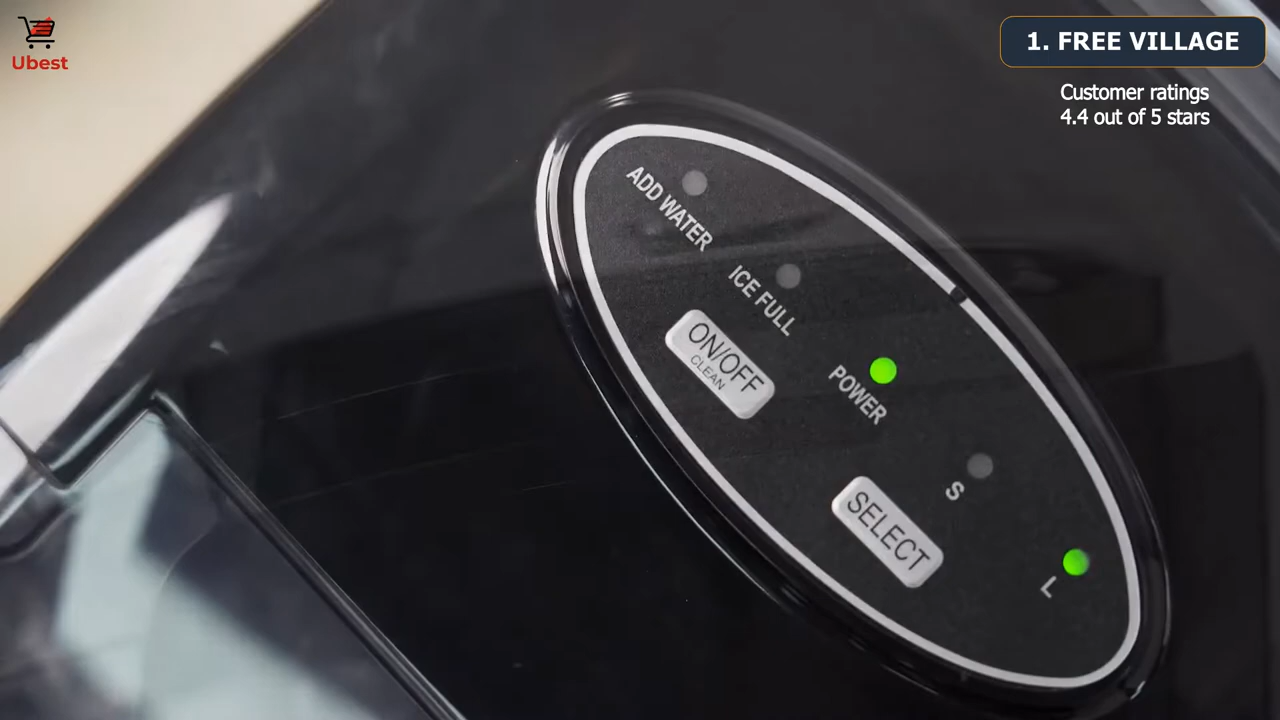 Ubest
1. FREE VILLAGE
Customer ratings
4.4 out of 5 stars
ADD WATER
ICE FULL
ON/OFF
CLEAN
POWER
S
SELECT
L